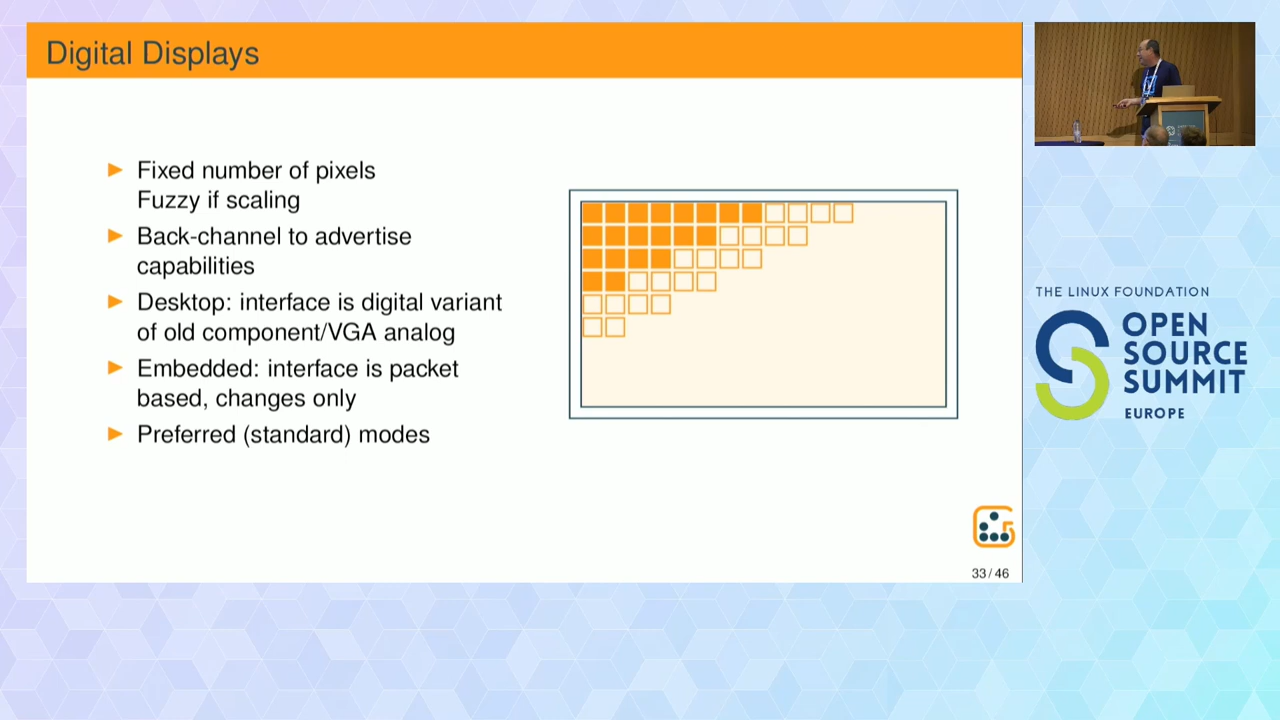 Digital Displays
Fixed number of pixels
Fuzzy if scaling
Back-channel to advertise
capabilities
Desktop: interface is digital variant
of old component/VGA analog
Embedded: interface is packet
based, changes only
Preferred (standard) modes
33/46
THE LINUX FOUNDATION
OPEN
SOURCE
SUMMIT
EUROPE